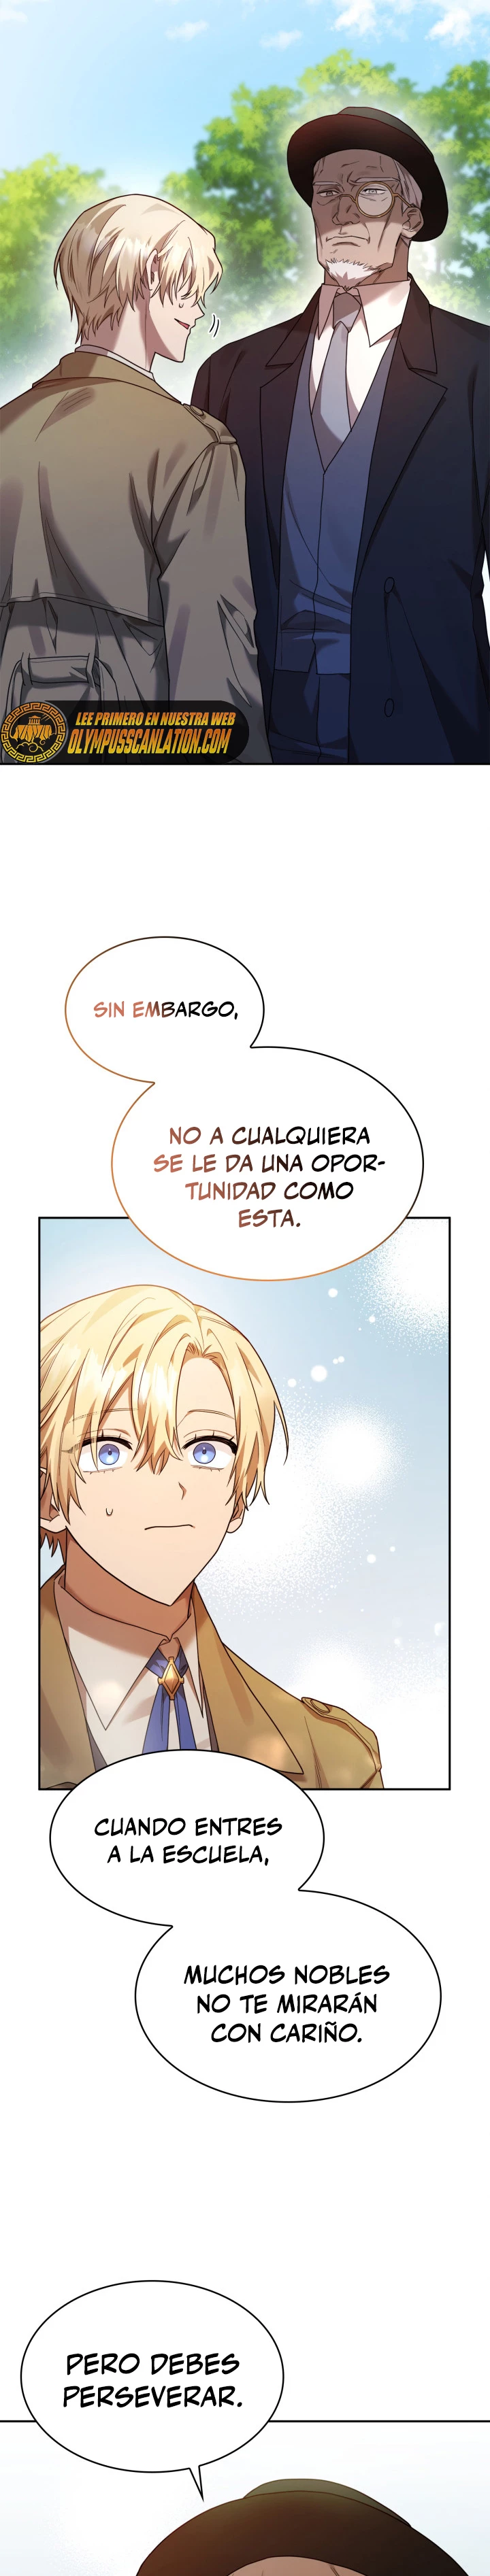 LEE PRIMERO EN NUESTRA WEB
OLYMPUSSCANLATION.COM
SIN EMBARGO,
NO A CUALQUIERA
SE LE DA UNA OPOR-
TUNIDAD COMO
ESTA.
CUANDO ENTRES
A LA ESCUELA,
MUCHOS NOBLES
NO TE MIRARÁN
CON CARIÑO.
PERO DEBES
PERSEVERAR.